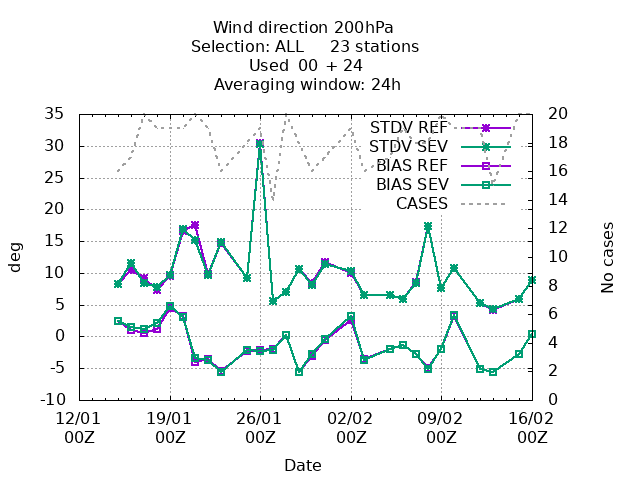 Wind direction 200hPa
Selection: ALL 23 stations
Used 00 + 24
Averaging window: 24h
35
30
25
20
15
10
5
0
-5
-10
deg
20
18
16
14
12
10
8
6
4
2
0
No cases
STDV REF
STDV SEV
BIAS REF
BIAS SEV
CASES
12/01 19/01 26/01 02/02 09/02 16/02
00Z 00Z 00Z 00Z 00Z 00Z
Date